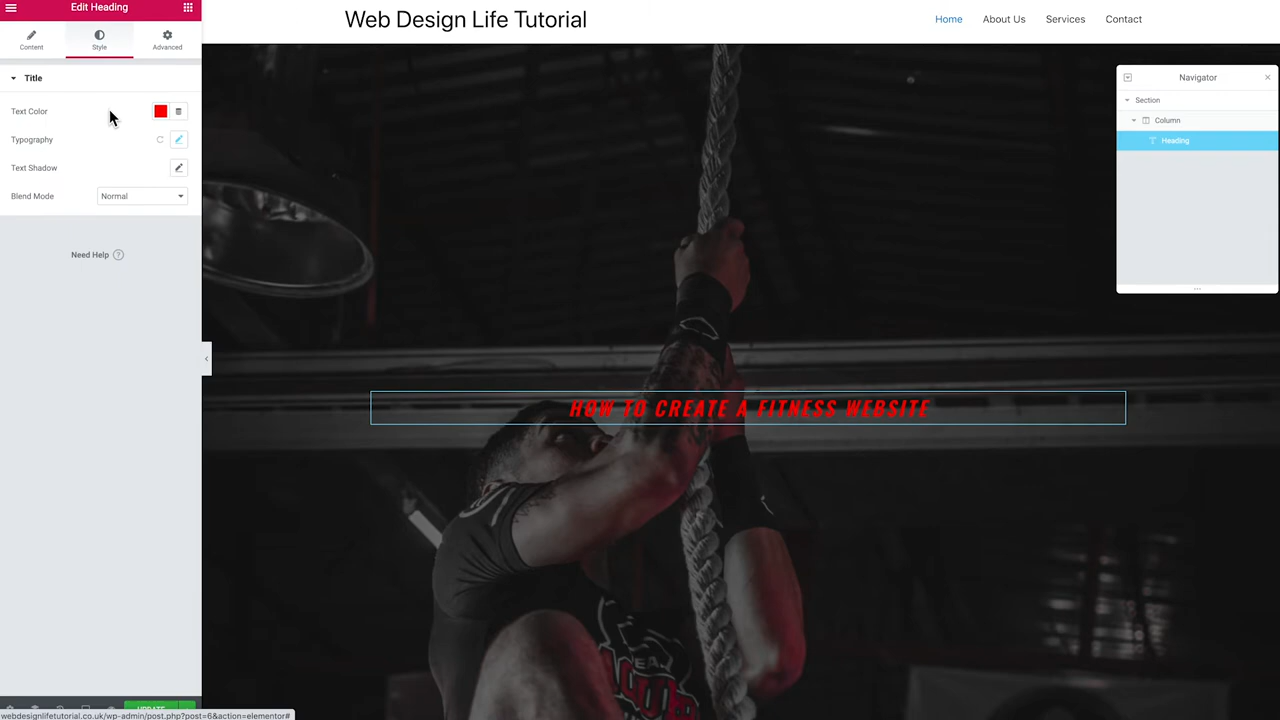 Edit Heading
Web Design Life Tutorial
Home
About Us
Services
Contact
Content
Style
Advanced
Title
Text Color
Typography
Text Shadow
Blend Mode
Normal
Need Help
Navigator
Section
Column
Heading
HOW TO CREATE A FITNESS WEBSITE
UPDATE
webdesignlifetutorial.co.uk/wp-admin/post.php?post=6&action=elementor#